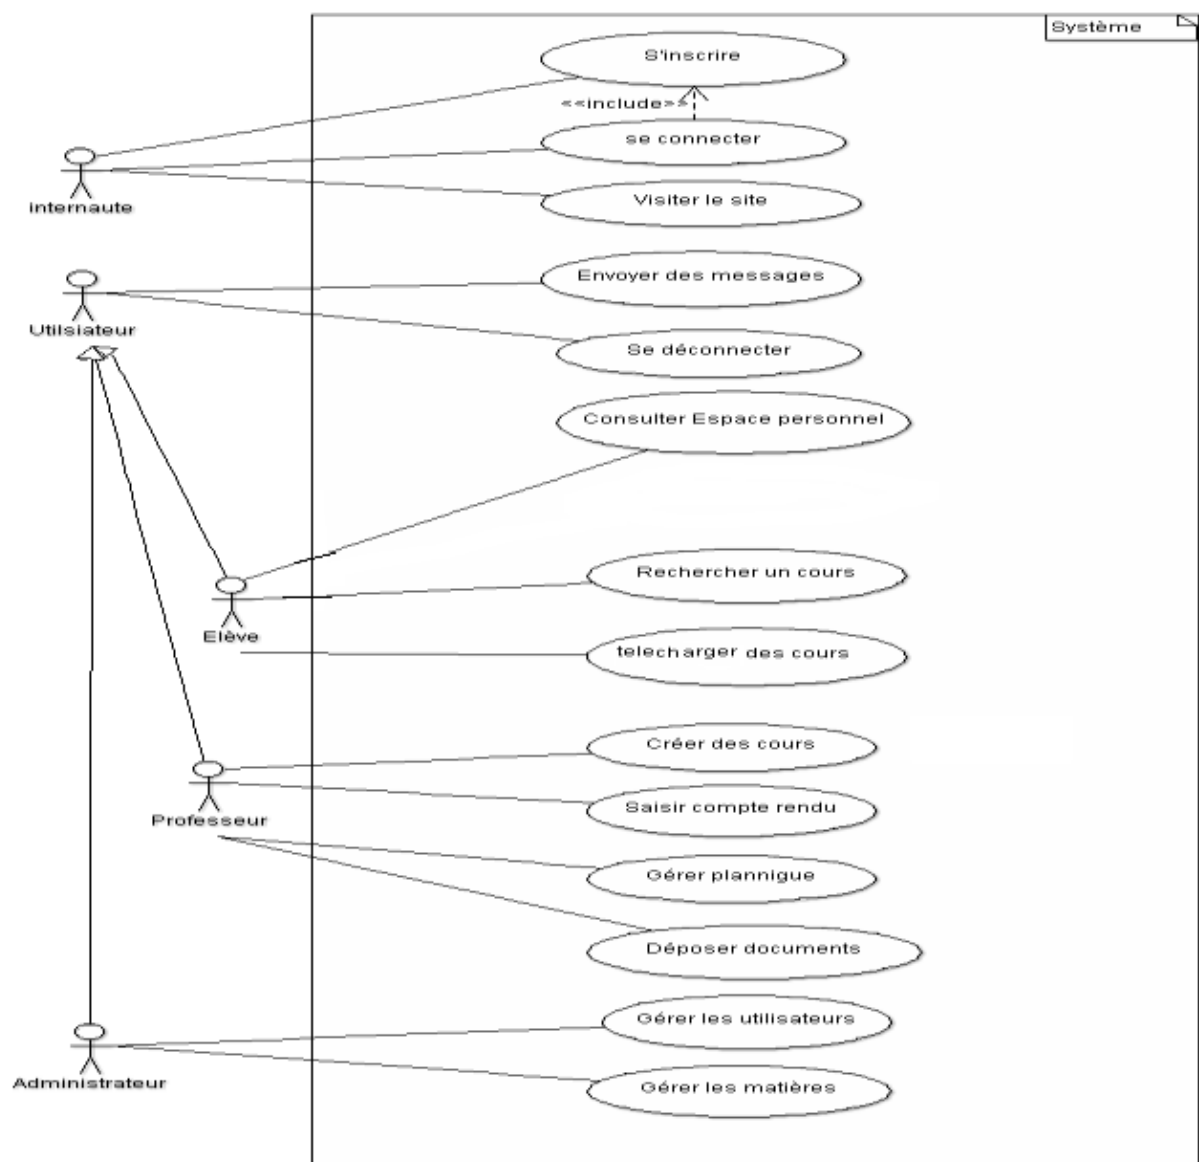 Système
S'inscrire
««include»»
se connecter
internaute
Visiter le site
Envoyer des messages
Utilsiateur
Se déconnecter
Consulter Espace personnel
Rechercher un cours
Elève
telecharger des cours
Créer des cours
Saisir compte rendu
Professeur
Gérer plannigue
Déposer documents
Gérer les utilisateurs
Administrateur
Gérer les matières